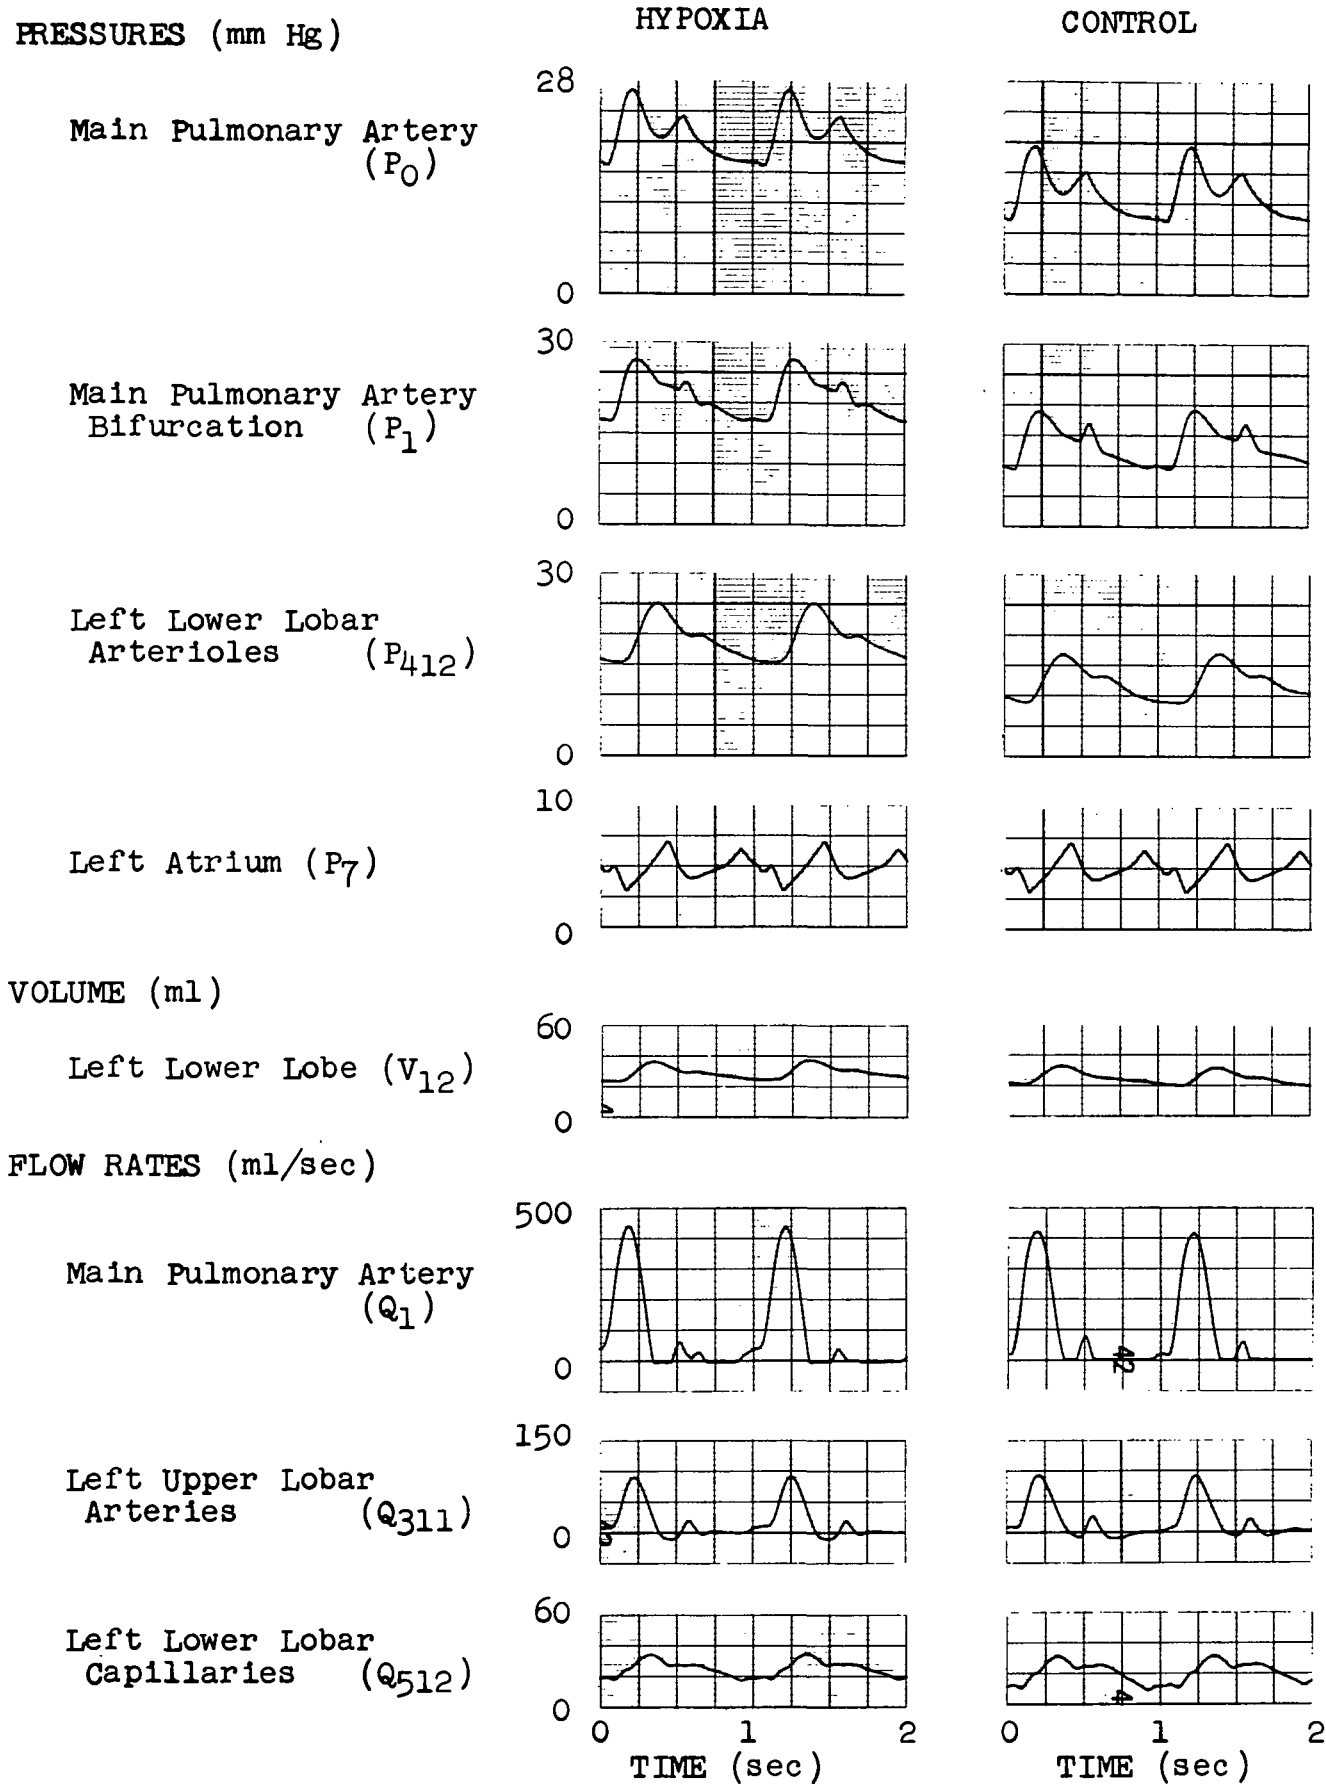 PRESSURES (mm Hg)
HYPOXIA
CONTROL
Main Pulmonary Artery
(P0)
28
0
Main Pulmonary Artery
Bifurcation (P1)
30
0
Left Lower Lobar
Arterioles (P412)
30
0
Left Atrium (P7)
10
0
VOLUME (ml)
Left Lower Lobe (V12)
60
0
FLOW RATES (ml/sec)
Main Pulmonary Artery
(Q1)
500
0
42
Left Upper Lobar
Arteries (Q311)
150
0
Left Lower Lobar
Capillaries (Q512)
60
0
4
0 1 2
TIME (sec)
0 1 2
TIME (sec)